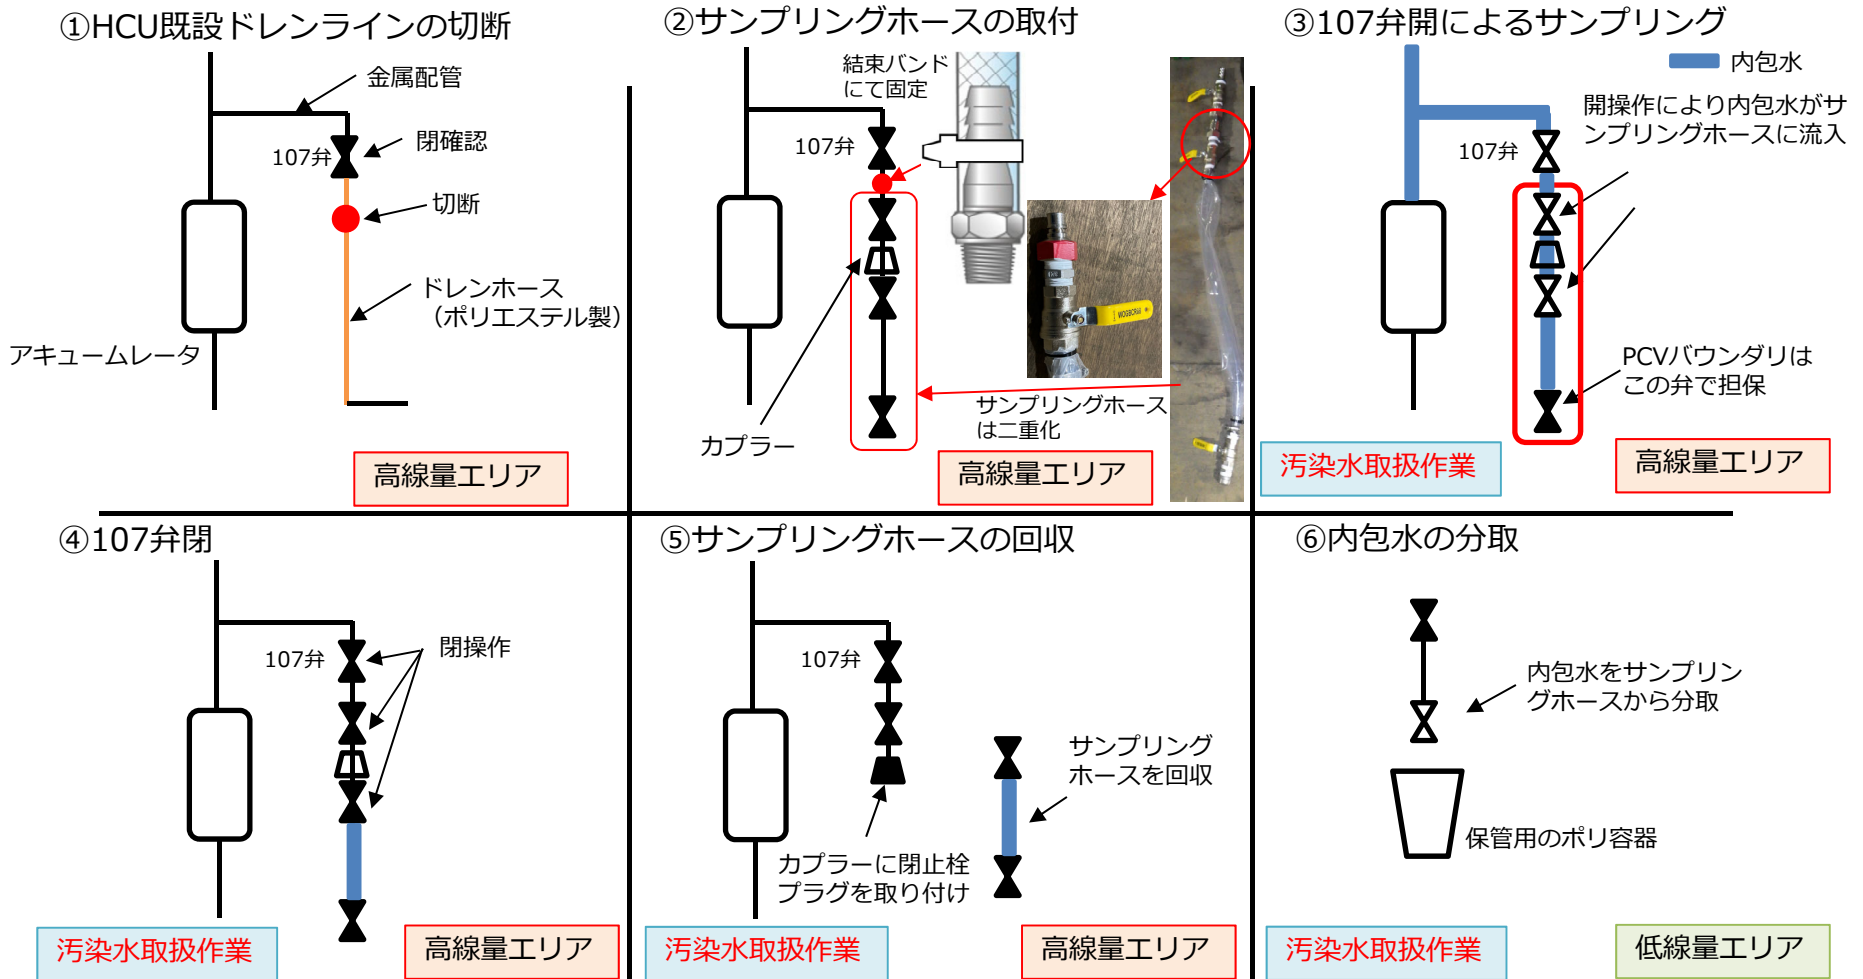 ①HCU既設ドレンラインの切断
金属配管
107弁
閉確認
切断
ドレンホース
（ポリエステル製）
アキュームレータ
高線量エリア
②サンプリングホースの取付
結束バンド
にて固定
107弁
カプラー
サンプリングホース
は二重化
高線量エリア
③107弁開によるサンプリング
内包水
開操作により内包水がサ
ンプリングホースに流入
107弁
PCVバウンダリは
この弁で担保
汚染水取扱作業
高線量エリア
④107弁閉
107弁
閉操作
汚染水取扱作業
高線量エリア
⑤サンプリングホースの回収
107弁
サンプリング
ホースを回収
カプラーに閉止栓
プラグを取り付け
汚染水取扱作業
高線量エリア
⑥内包水の分取
内包水をサンプリン
グホースから分取
保管用のポリ容器
汚染水取扱作業
低線量エリア